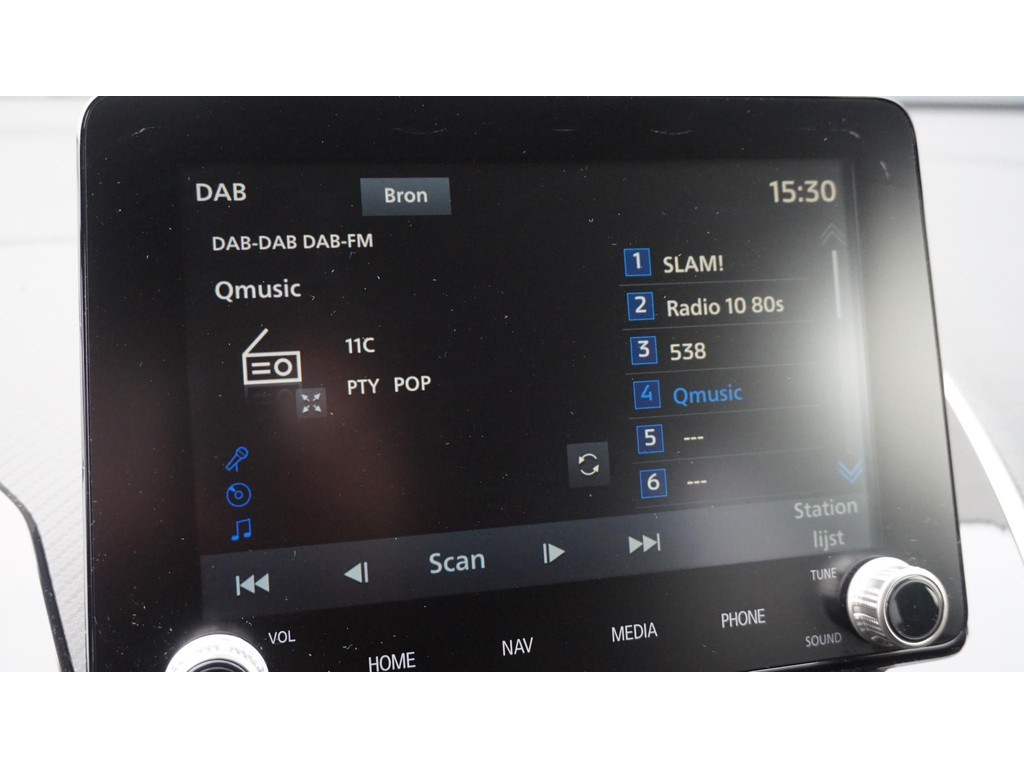 DAB Bron 15:30
DAB-DAB DAB-FM
Qmusic
11C
PTY POP
1 SLAM!
2 Radio 10 80s
3 538
4 Qmusic
5 ---
6 ---
Scan
Station
lijst
VOL
HOME
NAV
MEDIA
PHONE
TUNE
SOUND